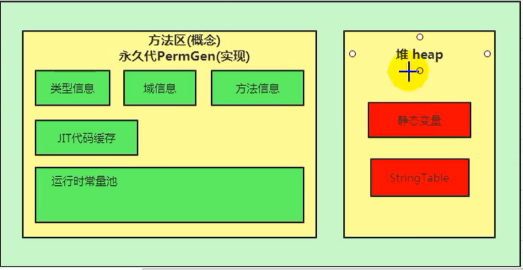 方法区(概念)
永久代PermGen(实现)
类型信息
域信息
方法信息
JIT代码缓存
运行时常量池
堆 heap
静态变量
StringTable